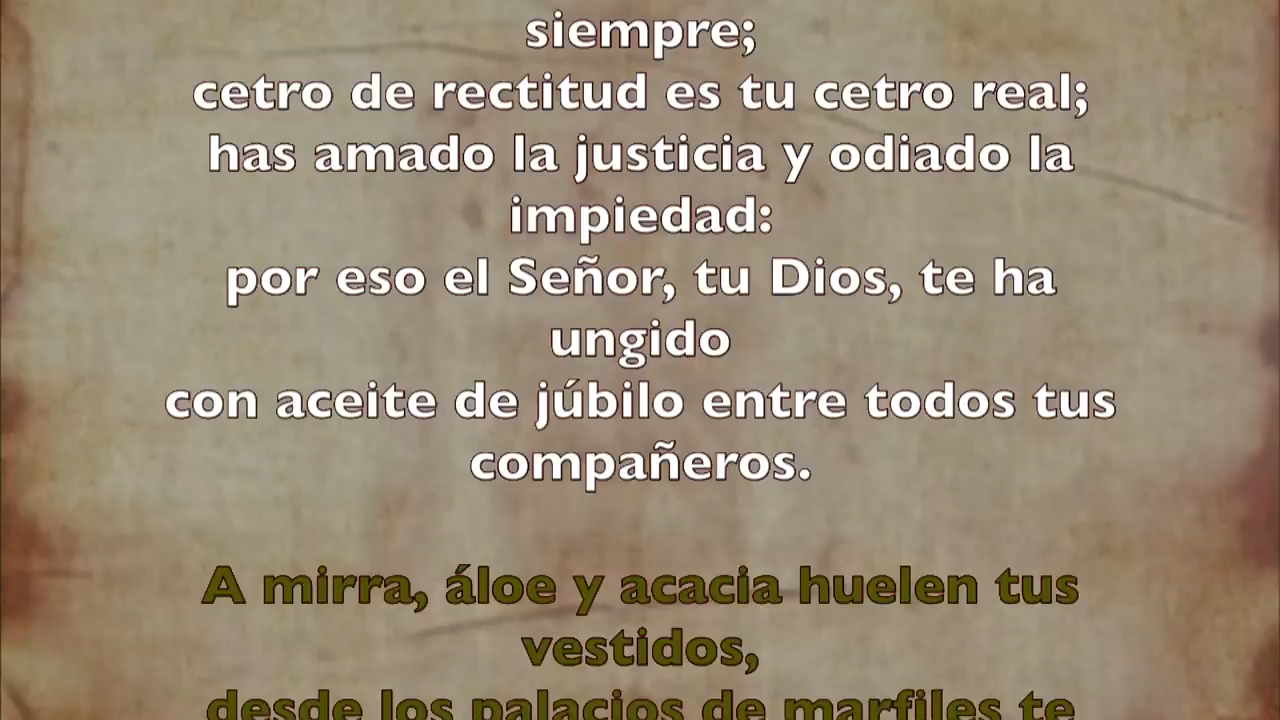 siempre;
cetro de rectitud es tu cetro real;
has amado la justicia y odiado la
impiedad:
por eso el Señor, tu Dios, te ha
ungido
con aceite de júbilo entre todos tus
compañeros.
A mirra, áloe y acacia huelen tus
vestidos,
desde los palacios de marfiles te